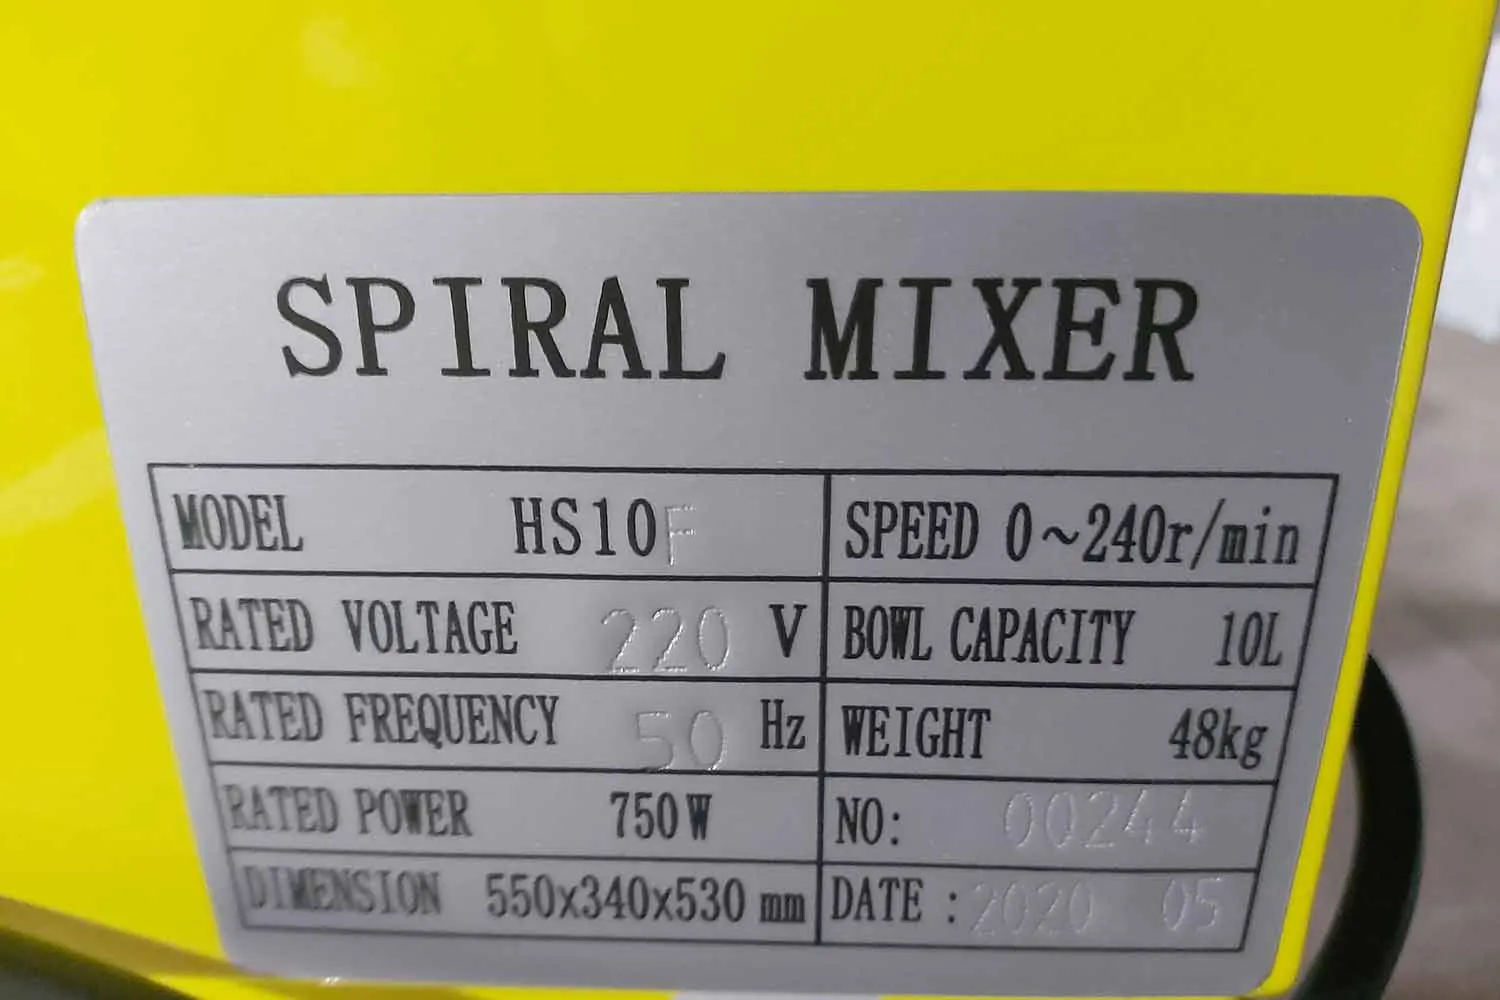 SPIRAL MIXER
MODEL HS10F SPEED 0~240r/min
RATED VOLTAGE 220 V BOWL CAPACITY 10L
RATED FREQUENCY 50 Hz WEIGHT 48kg
RATED POWER 750W NO: 00244
DIMENSION 550x340x530 mm DATE : 2020 05